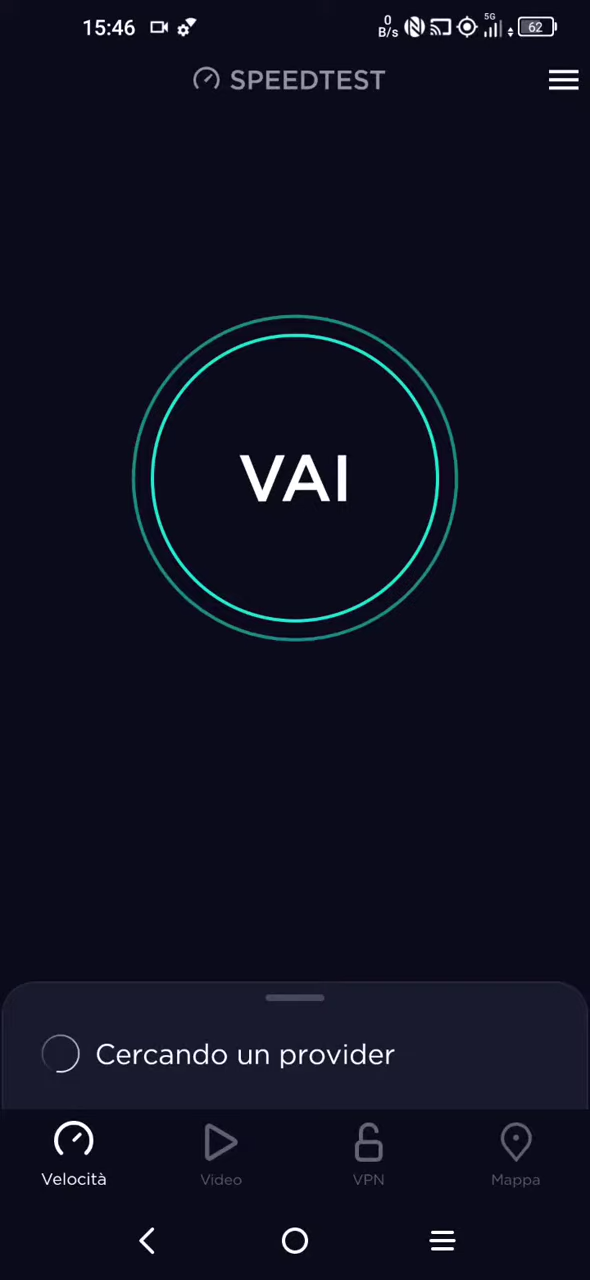 15:46
0
B/s
5G
62
SPEEDTEST
VAI
Cercando un provider
Velocità
Video
VPN
Mappa